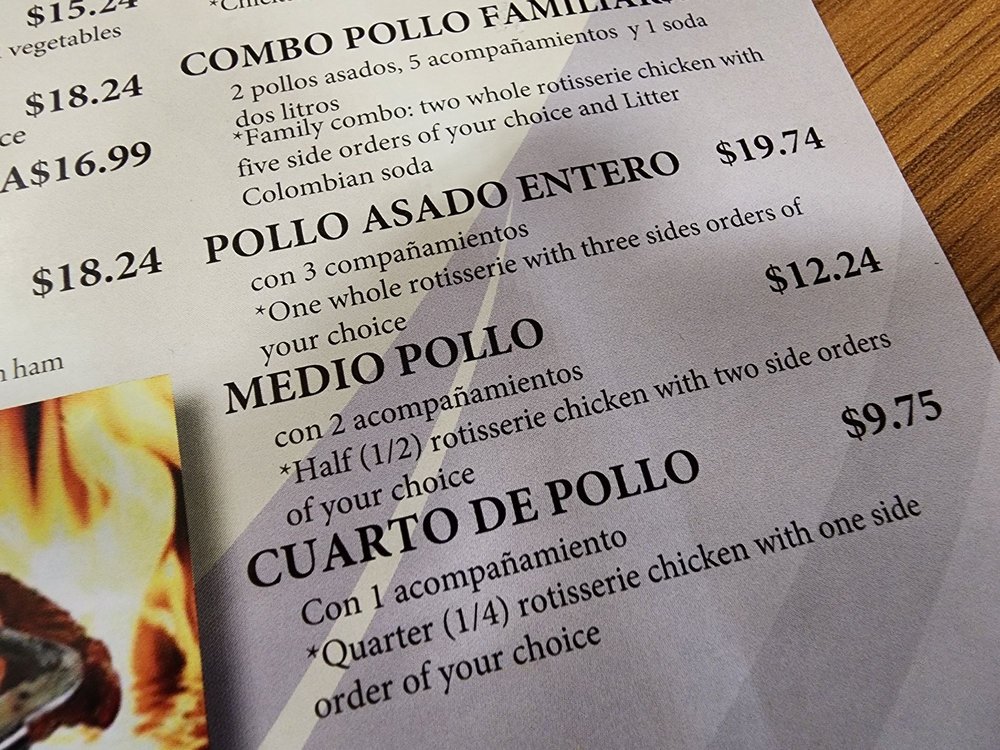 $15.24
vegetables
$18.24
$16.99
$18.24
ham
COMBO POLLO FAMILIAR
2 pollos asados, 5 acompañamientos y 1 soda
dos litros
*Family combo: two whole rotisserie chicken with
five side orders of your choice and Litter
Colombian soda
POLLO ASADO ENTERO $19.74
con 3 compañamientos
*One whole rotisserie with three sides orders of
your choice
MEDIO POLLO $12.24
con 2 acompañamientos
*Half (1/2) rotisserie chicken with two side orders
of your choice
CUARTO DE POLLO $9.75
Con 1 acompañamiento
*Quarter (1/4) rotisserie chicken with one side
order of your choice